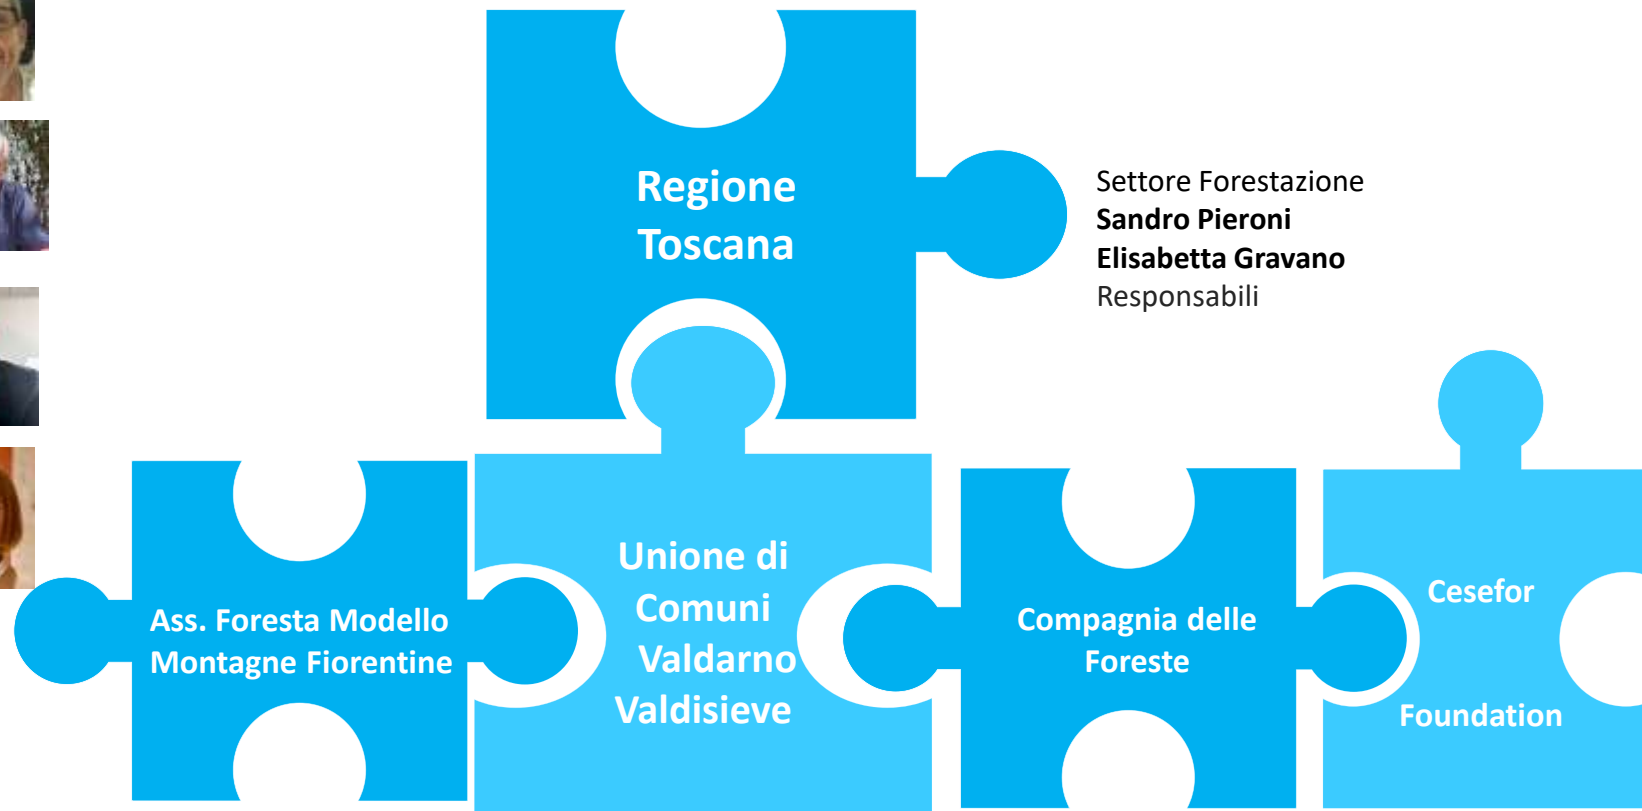 Regione
Toscana
Settore Forestazione
Sandro Pieroni
Elisabetta Gravano
Responsabili
Ass. Foresta Modello
Montagne Fiorentine
Unione di
Comuni
Valdarno
Valdisieve
Compagnia delle
Foreste
Cesefor
Foundation